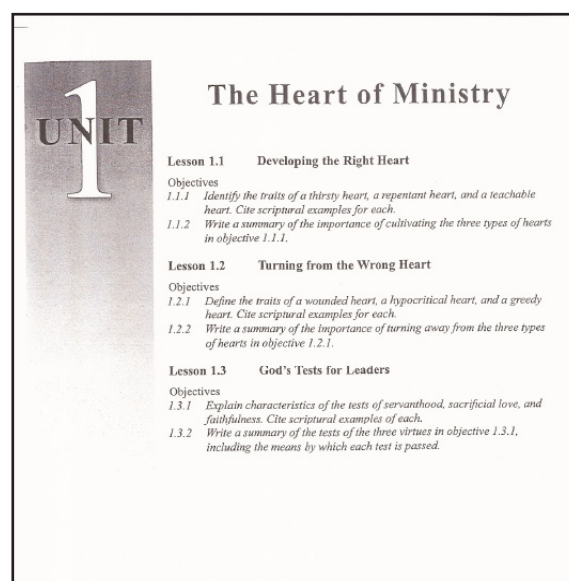 1
UNIT
The Heart of Ministry
Lesson 1.1 Developing the Right Heart
Objectives
1.1.1 Identify the traits of a thirsty heart, a repentant heart, and a teachable
heart. Cite scriptural examples for each.
1.1.2 Write a summary of the importance of cultivating the three types of hearts
in objective 1.1.1.
Lesson 1.2 Turning from the Wrong Heart
Objectives
1.2.1 Define the traits of a wounded heart, a hypocritical heart, and a greedy
heart. Cite scriptural examples for each.
1.2.2 Write a summary of the importance of turning away from the three types
of hearts in objective 1.2.1.
Lesson 1.3 God's Tests for Leaders
Objectives
1.3.1 Explain characteristics of the tests of servanthood, sacrificial love, and
faithfulness. Cite scriptural examples of each.
1.3.2 Write a summary of the tests of the three virtues in objective 1.3.1,
including the means by which each test is passed.